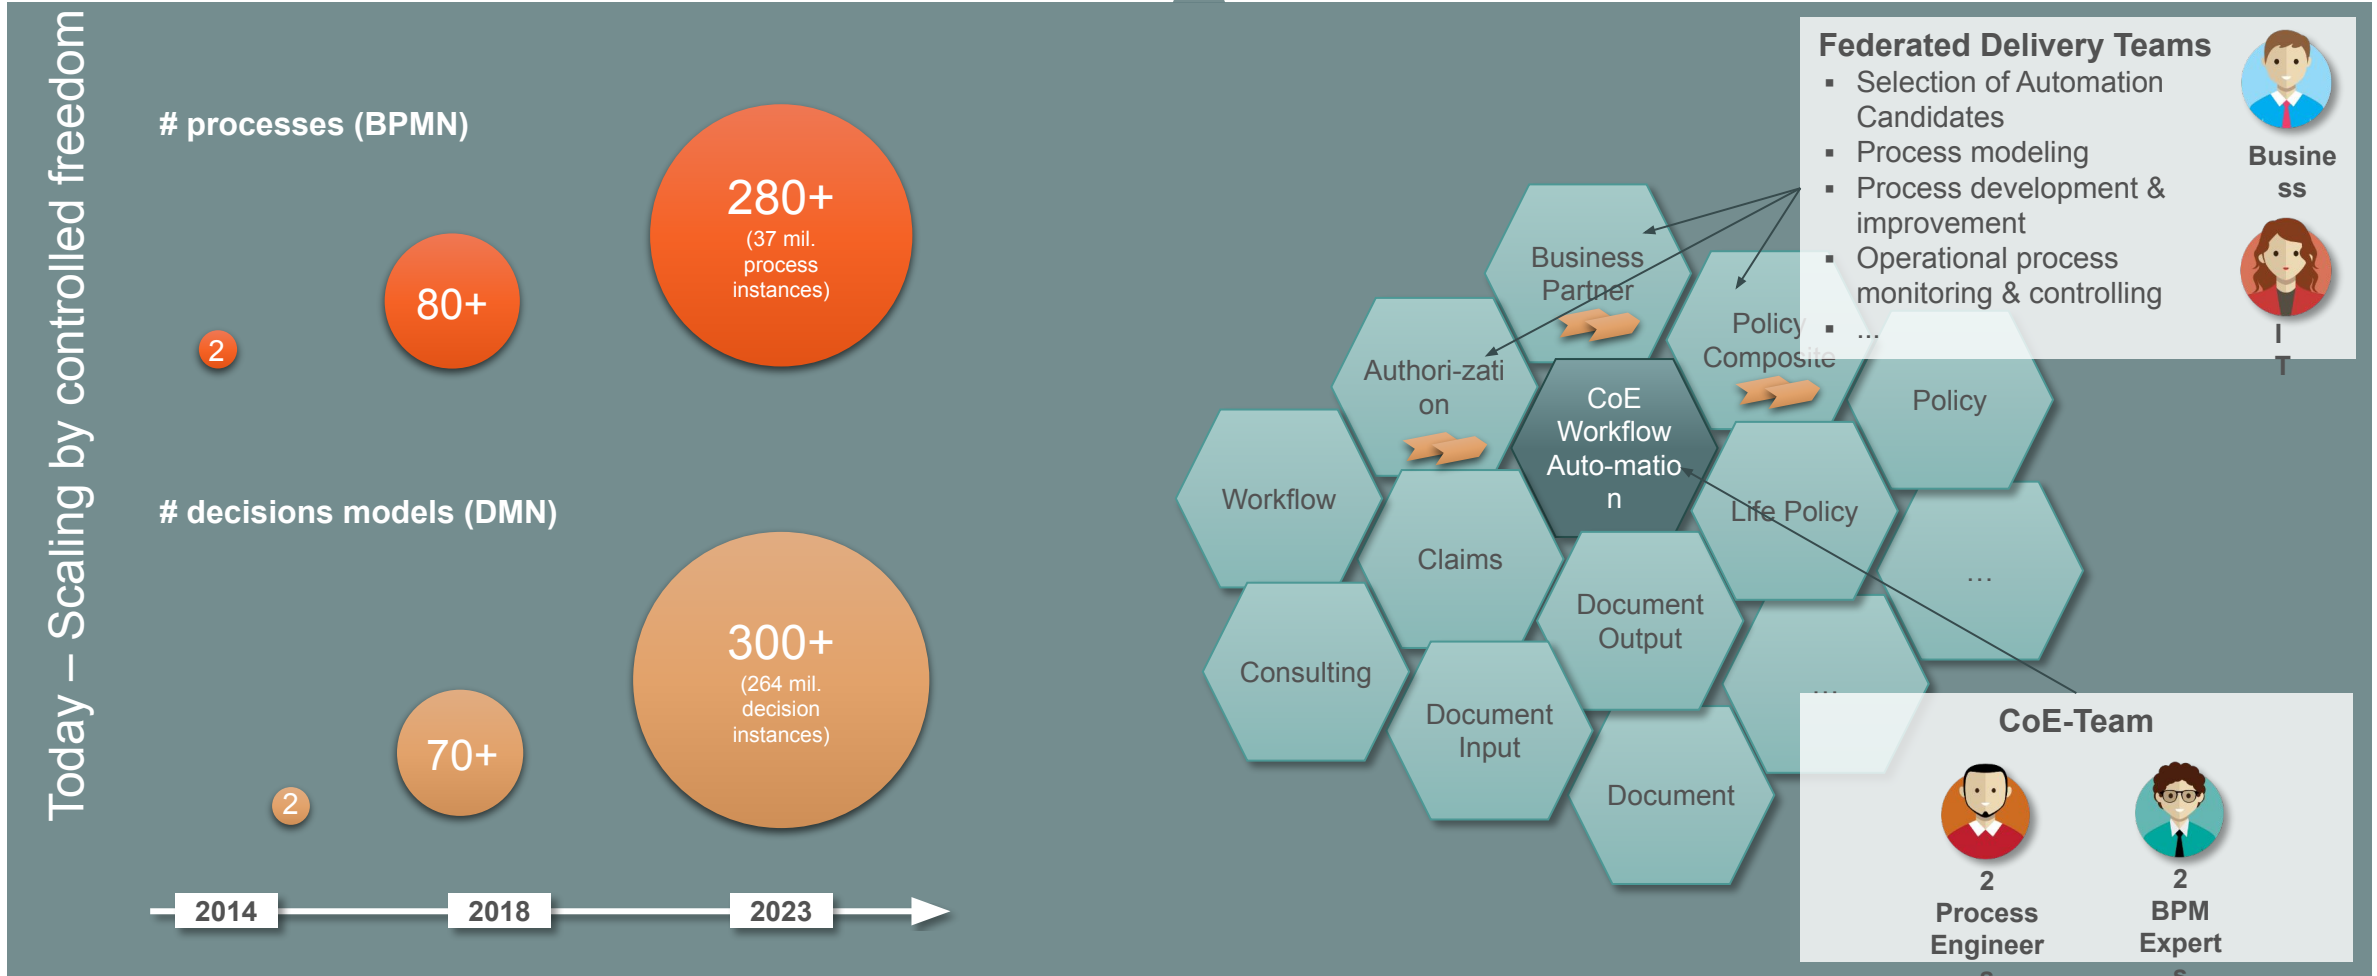 Today – Scaling by controlled freedom
# processes (BPMN)
2
80+
280+
(37 mil.
process
instances)
# decisions models (DMN)
2
70+
300+
(264 mil.
decision
instances)
2014
2018
2023
Business
Partner
Policy
Composite
Authori-zati
on
CoE
Workflow
Auto-matio
n
Policy
Workflow
Claims
Life Policy
...
Document
Output
Consulting
...
Document
Input
Document
Federated Delivery Teams
▪ Selection of Automation
Candidates
▪ Process modeling
▪ Process development &
improvement
▪ Operational process
monitoring & controlling
▪ ...
Busine
ss
I
T
CoE-Team
2
Process
Engineer
s
2
BPM
Expert
s